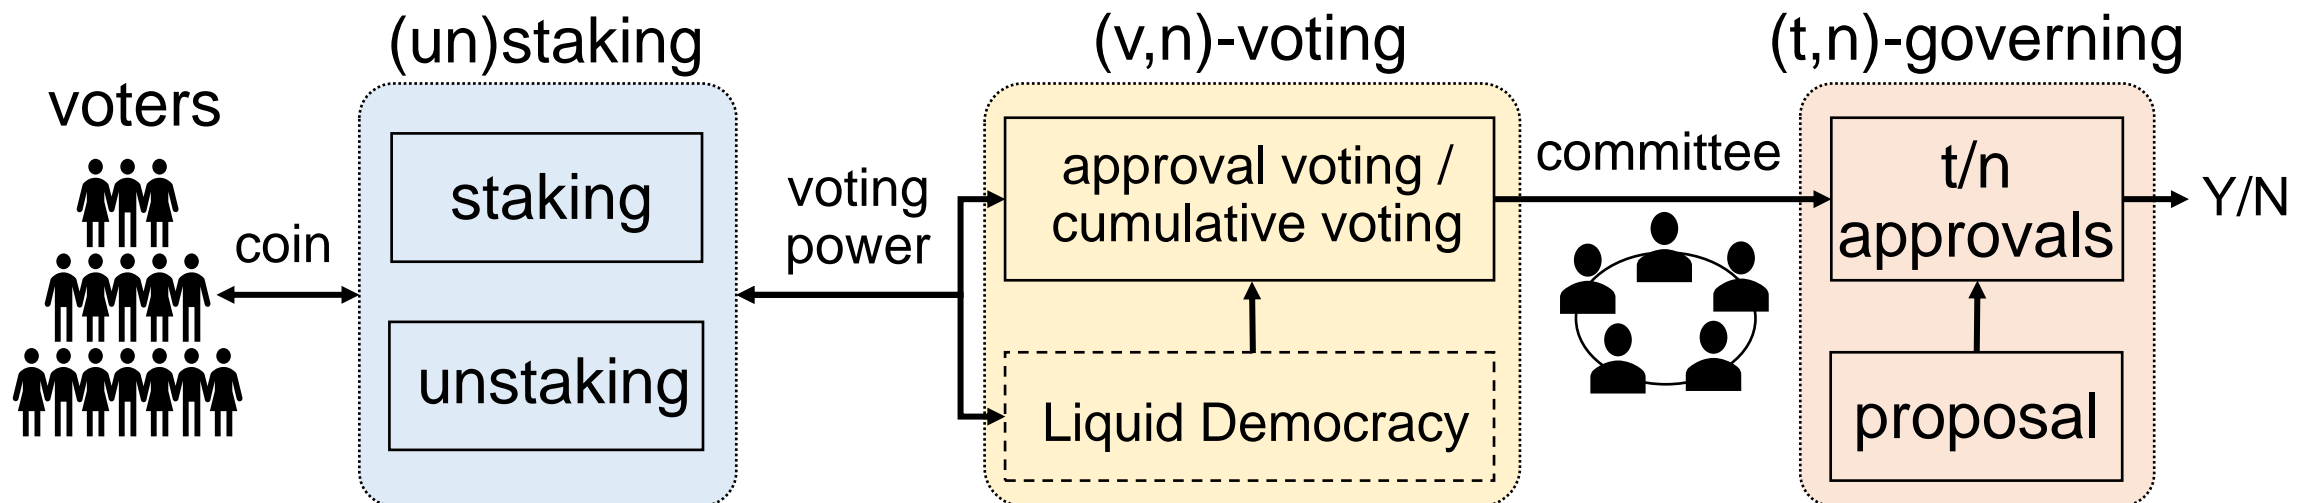 (un)staking
(v,n)-voting
(t,n)-governing
voters
coin
staking
unstaking
voting
power
approval voting /
cumulative voting
Liquid Democracy
committee
t/n
approvals
proposal
Y/N